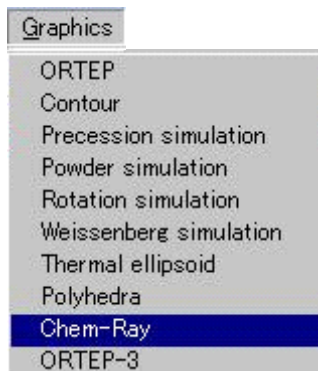 Graphics
ORTEP
Contour
Precession simulation
Powder simulation
Rotation simulation
Weissenberg simulation
Thermal ellipsoid
Polyhedra
Chem-Ray
ORTEP-3